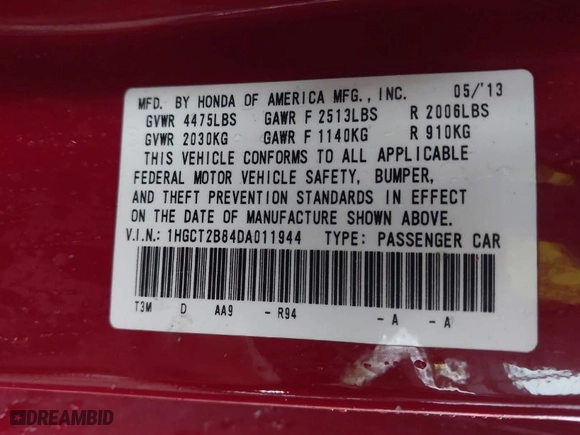 MFD. BY HONDA OF AMERICA MFG., INC. 05/'13
GVWR 4475LBS GAWR F 2513LBS R 2006LBS
GVWR 2030KG GAWR F 1140KG R 910KG
THIS VEHICLE CONFORMS TO ALL APPLICABLE
FEDERAL MOTOR VEHICLE SAFETY, BUMPER,
AND THEFT PREVENTION STANDARDS IN EFFECT
ON THE DATE OF MANUFACTURE SHOWN ABOVE.
V.I.N.: 1HGCT2B84DA011944 TYPE: PASSENGER CAR
T3M D AA9 - R94 - A - A
DREAMBID